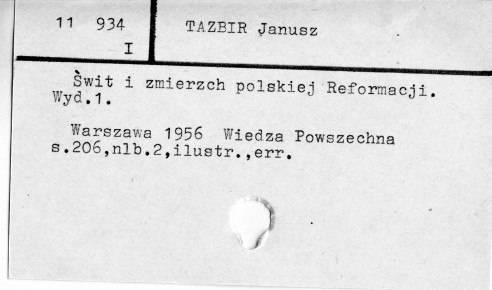 11 934
I
TAZBIR Janusz
Świt i zmierzch polskiej Reformacji.
Wyd.1.
Warszawa 1956 Wiedza Powszechna
s.206,nlb.2,ilustr.,err.